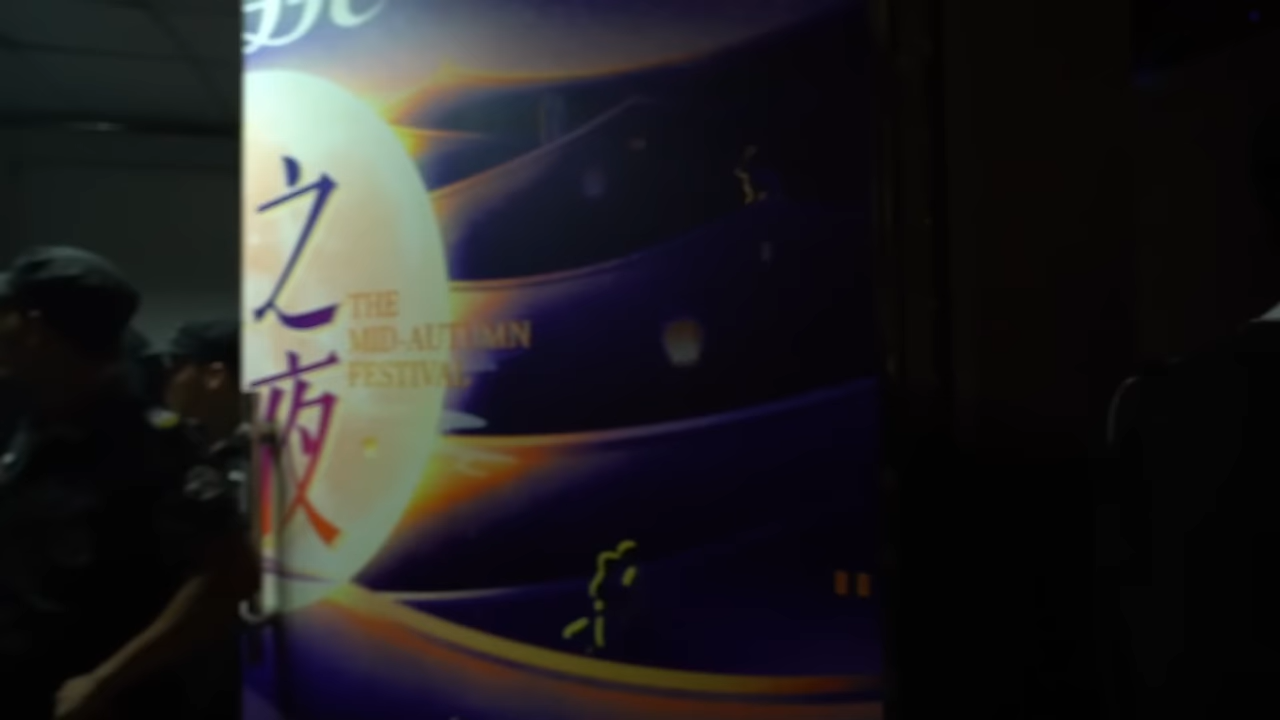 之
夜
THE
MID-AUTUMN
FESTIVAL